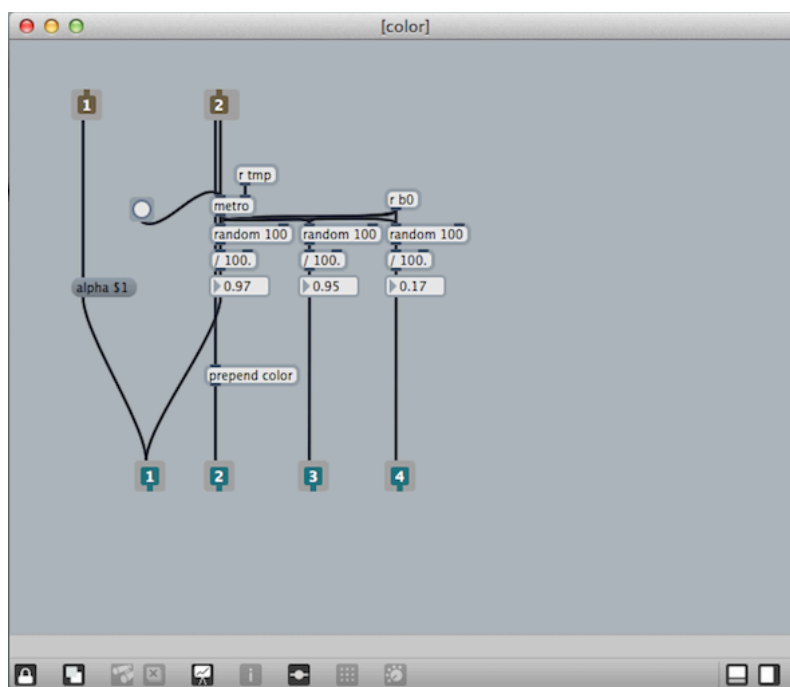 [color]
1
2
r tmp
metro
r b0
random 100
random 100
random 100
/ 100.
/ 100.
/ 100.
alpha $1
0.97
0.95
0.17
prepend color
1
2
3
4